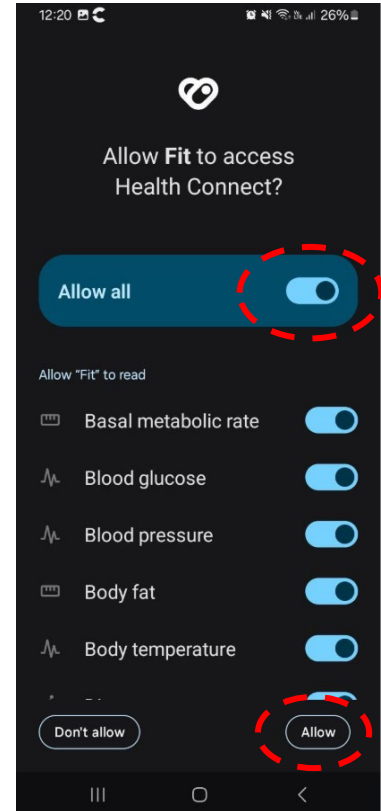 12:20 26%
Allow Fit to access
Health Connect?
Allow all
Allow "Fit" to read
Basal metabolic rate
Blood glucose
Blood pressure
Body fat
Body temperature
Don't allow
Allow